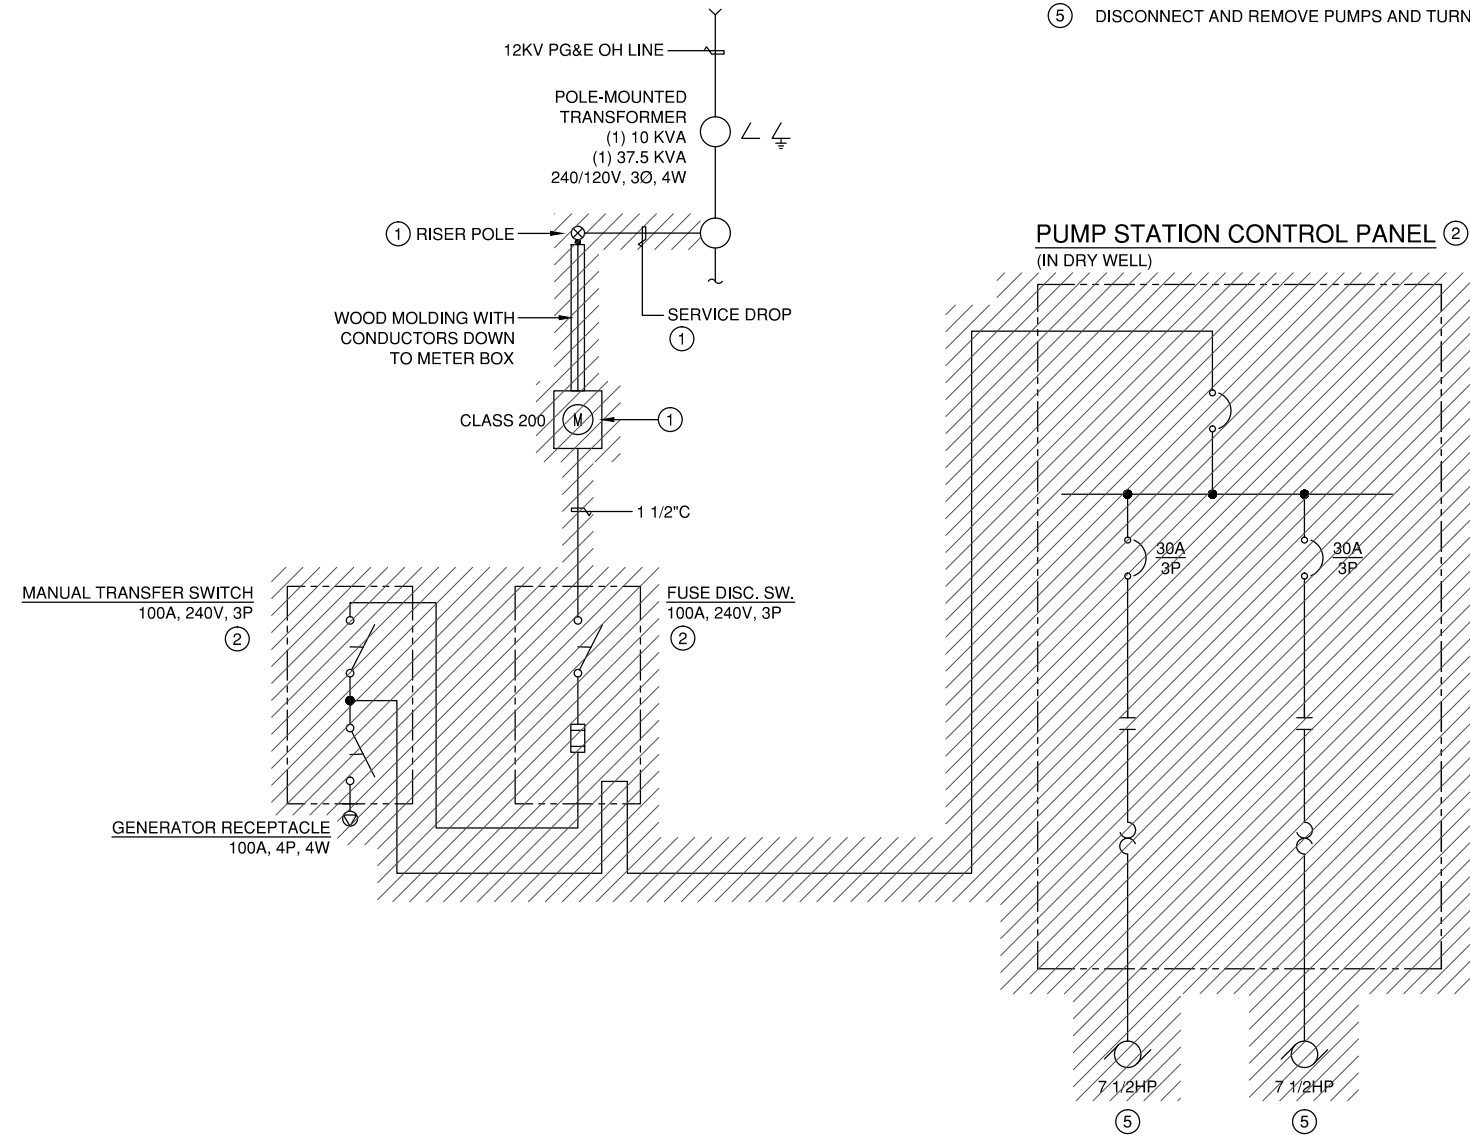 ⑤ DISCONNECT AND REMOVE PUMPS AND TURN
12KV PG&E OH LINE
POLE-MOUNTED
TRANSFORMER
(1) 10 KVA
(1) 37.5 KVA
240/120V, 3Ø, 4W
① RISER POLE
PUMP STATION CONTROL PANEL ②
(IN DRY WELL)
WOOD MOLDING WITH
CONDUCTORS DOWN
TO METER BOX
SERVICE DROP
①
CLASS 200
M
①
1 1/2"C
MANUAL TRANSFER SWITCH
100A, 240V, 3P
②
FUSE DISC. SW.
100A, 240V, 3P
②
30A
3P
30A
3P
GENERATOR RECEPTACLE
100A, 4P, 4W
7 1/2HP
⑤
7 1/2HP
⑤